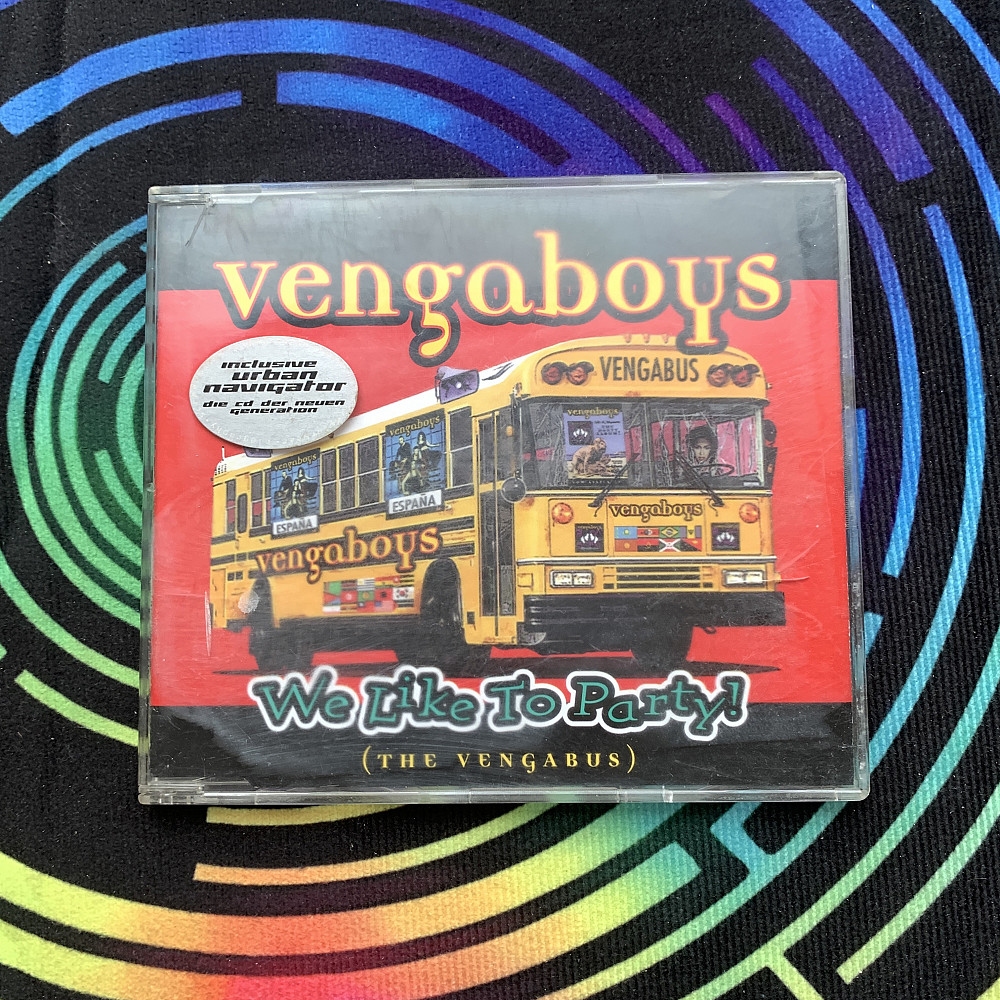 vengaboys
inclusive
urban
navigator
die cd der neuen
generation
VENGABUS
vengaboys
vengaboys
vengaboys
ESPAÑA
ESPAÑA
vengaboys
vengaboys
We Like To Party!
(THE VENGABUS)